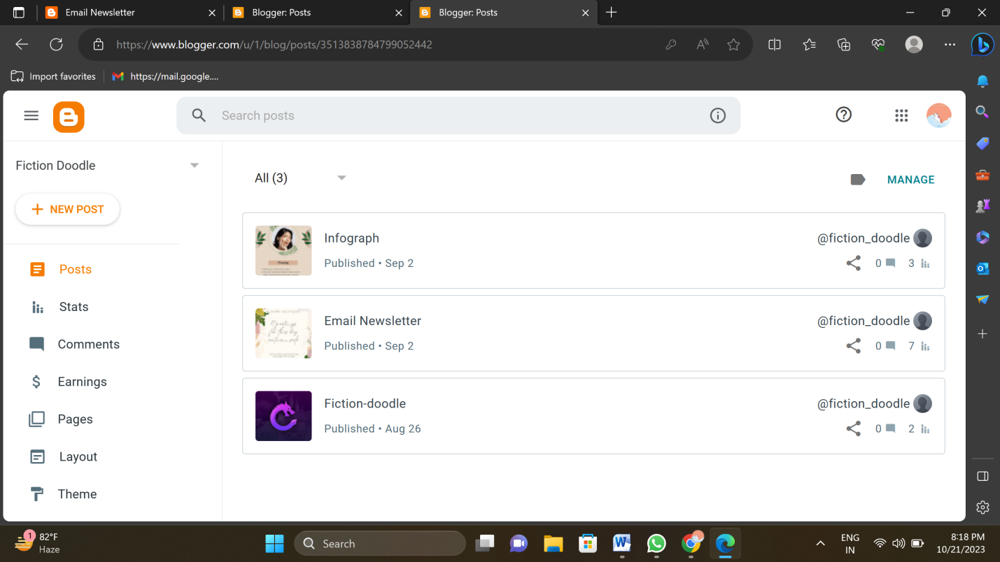 Email Newsletter
Blogger: Posts
Blogger: Posts
https://www.blogger.com/u/1/blog/posts/3513838784799052442
Import favorites
https://mail.google....
Search posts
Fiction Doodle
All (3)
MANAGE
NEW POST
Infograph
@fiction_doodle
Published • Sep 2
0
3
Posts
Stats
Email Newsletter
@fiction_doodle
Published • Sep 2
0
7
Comments
Earnings
Fiction-doodle
@fiction_doodle
Published • Aug 26
0
2
Pages
Layout
Theme
1
82°F
Haze
Search
ENG
IN
8:18 PM
10/21/2023